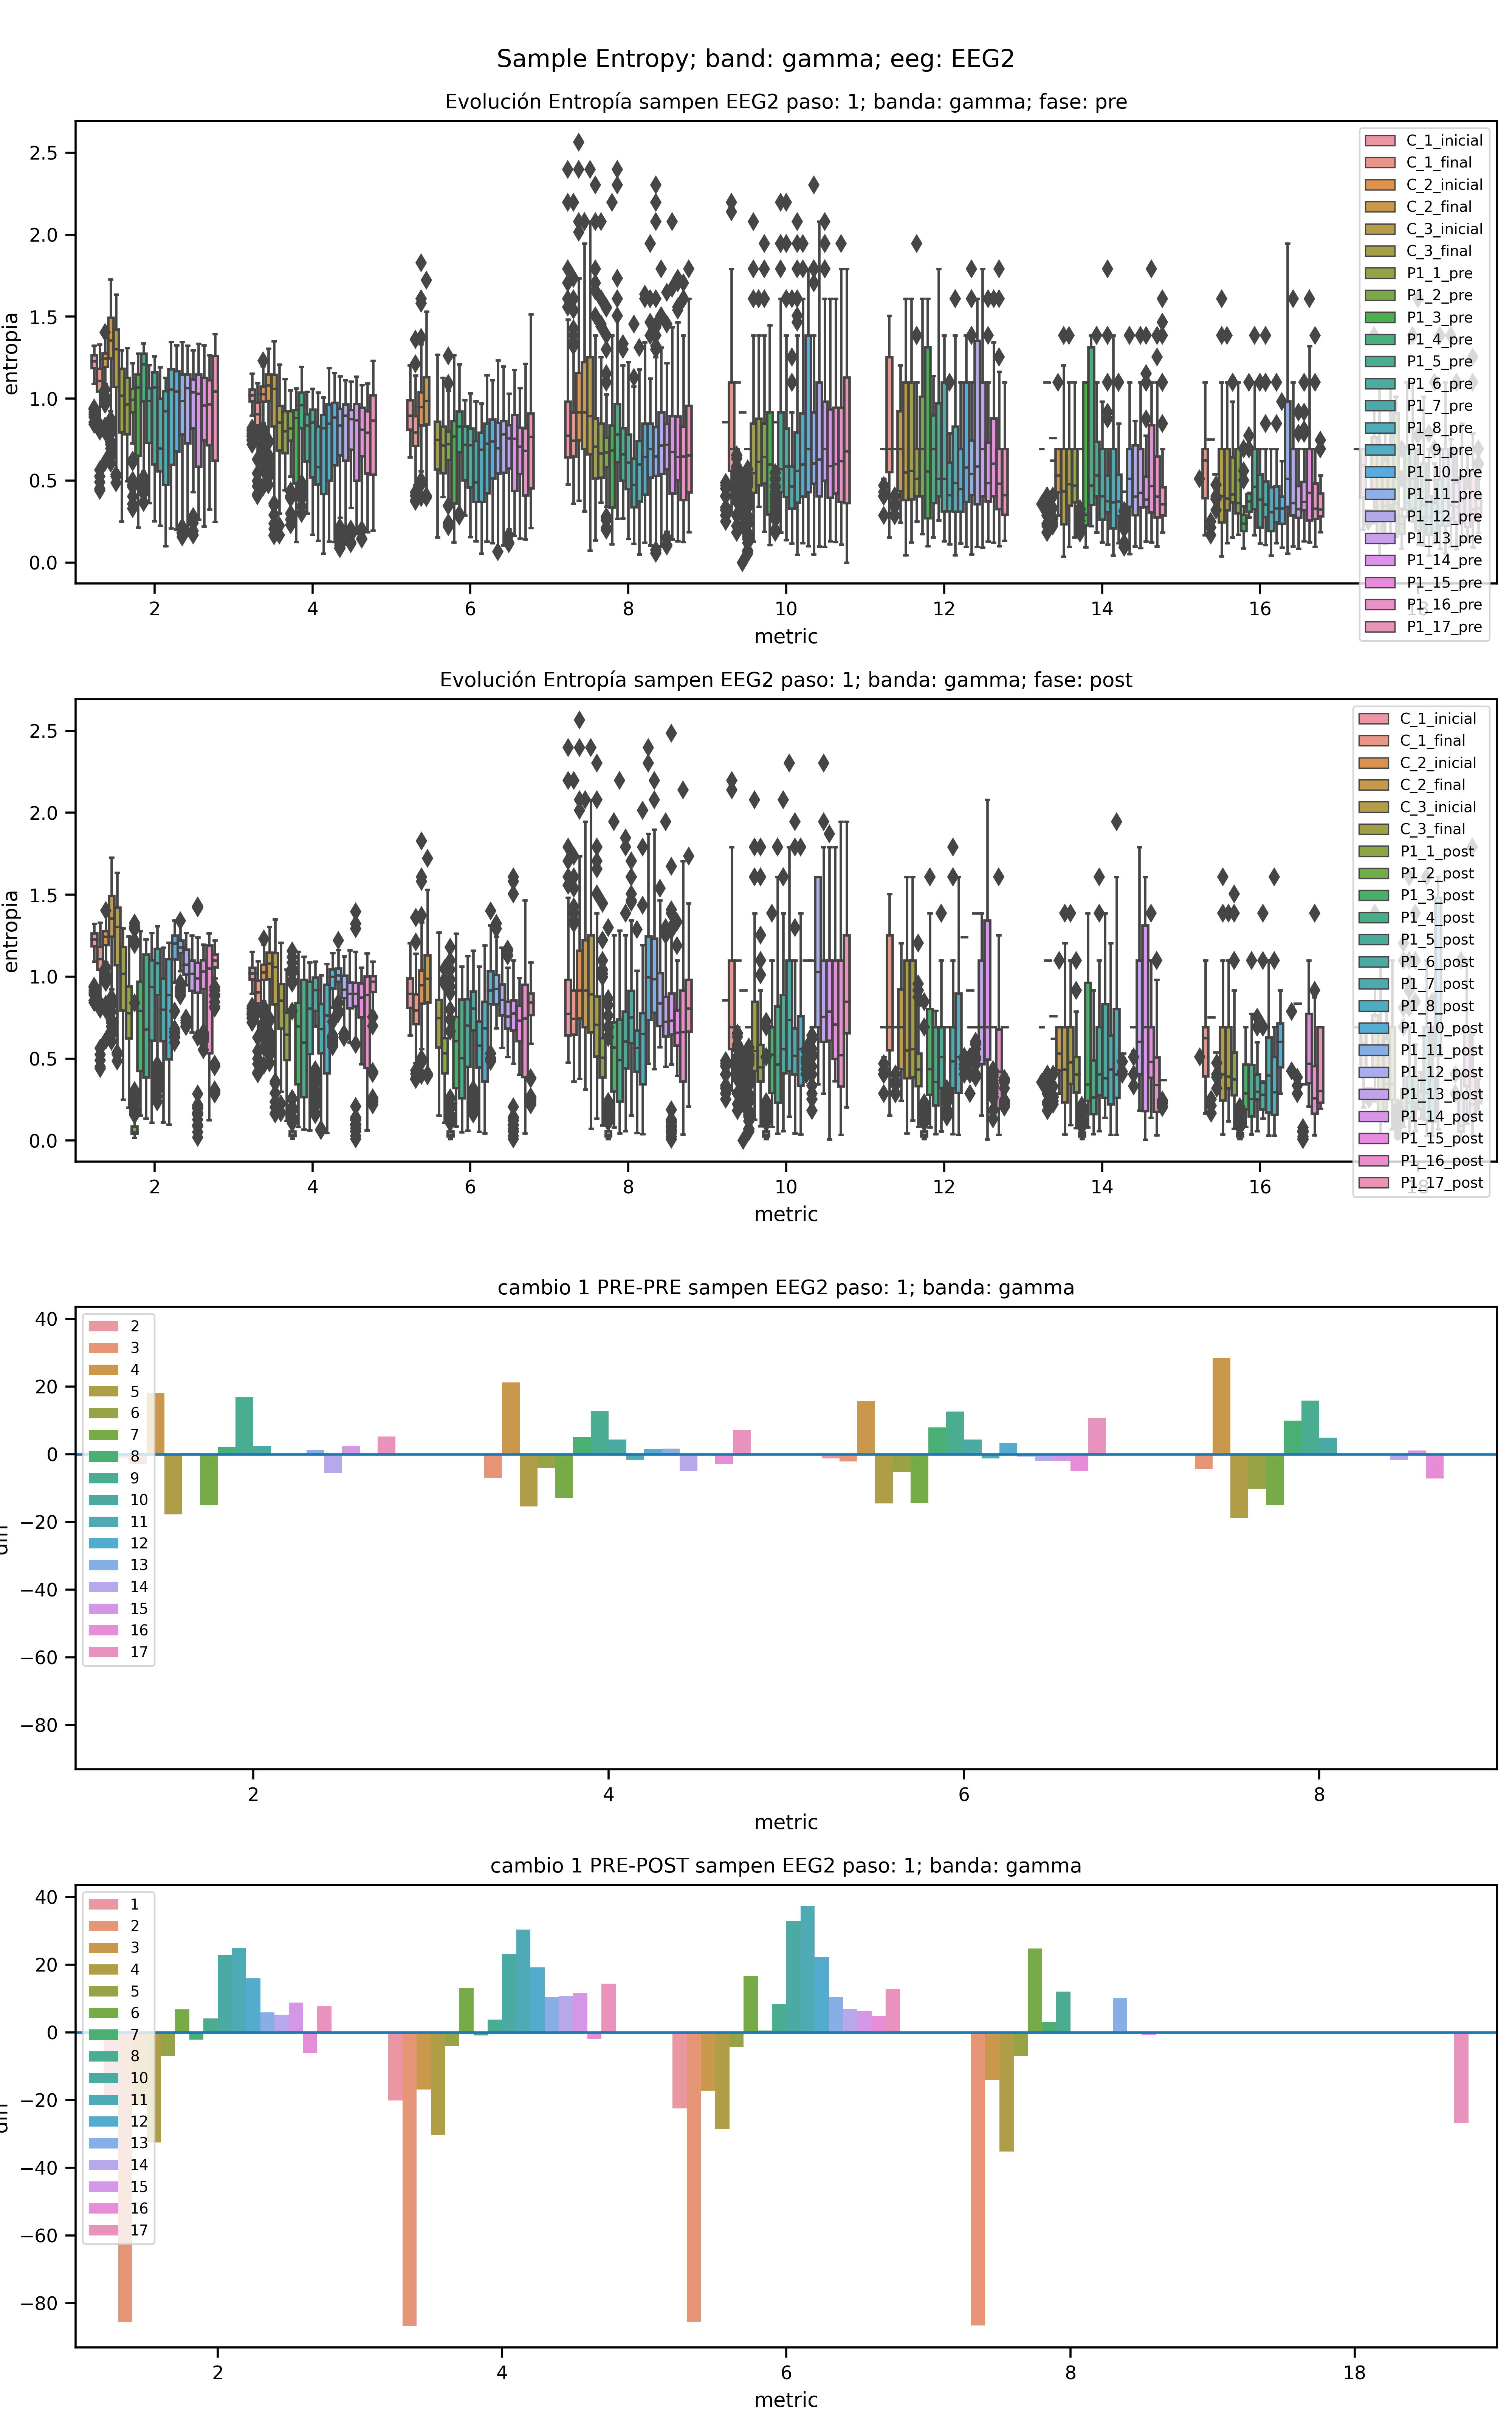 Sample Entropy; band: gamma; eeg: EEG2
Evolución Entropía sampen EEG2 paso: 1; banda: gamma; fase: pre
entropia
2.5
2.0
1.5
1.0
0.5
0.0
C_1_inicial
C_1_final
C_2_inicial
C_2_final
C_3_inicial
C_3_final
P1_1_pre
P1_2_pre
P1_3_pre
P1_4_pre
P1_5_pre
P1_6_pre
P1_7_pre
P1_8_pre
P1_9_pre
P1_10_pre
P1_11_pre
P1_12_pre
P1_13_pre
P1_14_pre
P1_15_pre
P1_16_pre
P1_17_pre
2 4 6 8 10 12 14 16 18
metric
Evolución Entropía sampen EEG2 paso: 1; banda: gamma; fase: post
entropia
2.5
2.0
1.5
1.0
0.5
0.0
C_1_inicial
C_1_final
C_2_inicial
C_2_final
C_3_inicial
C_3_final
P1_1_post
P1_2_post
P1_3_post
P1_4_post
P1_5_post
P1_6_post
P1_7_post
P1_8_post
P1_10_post
P1_11_post
P1_12_post
P1_13_post
P1_14_post
P1_15_post
P1_16_post
P1_17_post
2 4 6 8 10 12 14 16 18
metric
cambio 1 PRE-PRE sampen EEG2 paso: 1; banda: gamma
40
20
0
−20
−40
−60
−80
2
3
4
5
6
7
8
9
10
11
12
13
14
15
16
17
2 4 6 8
metric
cambio 1 PRE-POST sampen EEG2 paso: 1; banda: gamma
40
20
0
−20
−40
−60
−80
1
2
3
4
5
6
7
8
10
11
12
13
14
15
16
17
2 4 6 8 18
metric